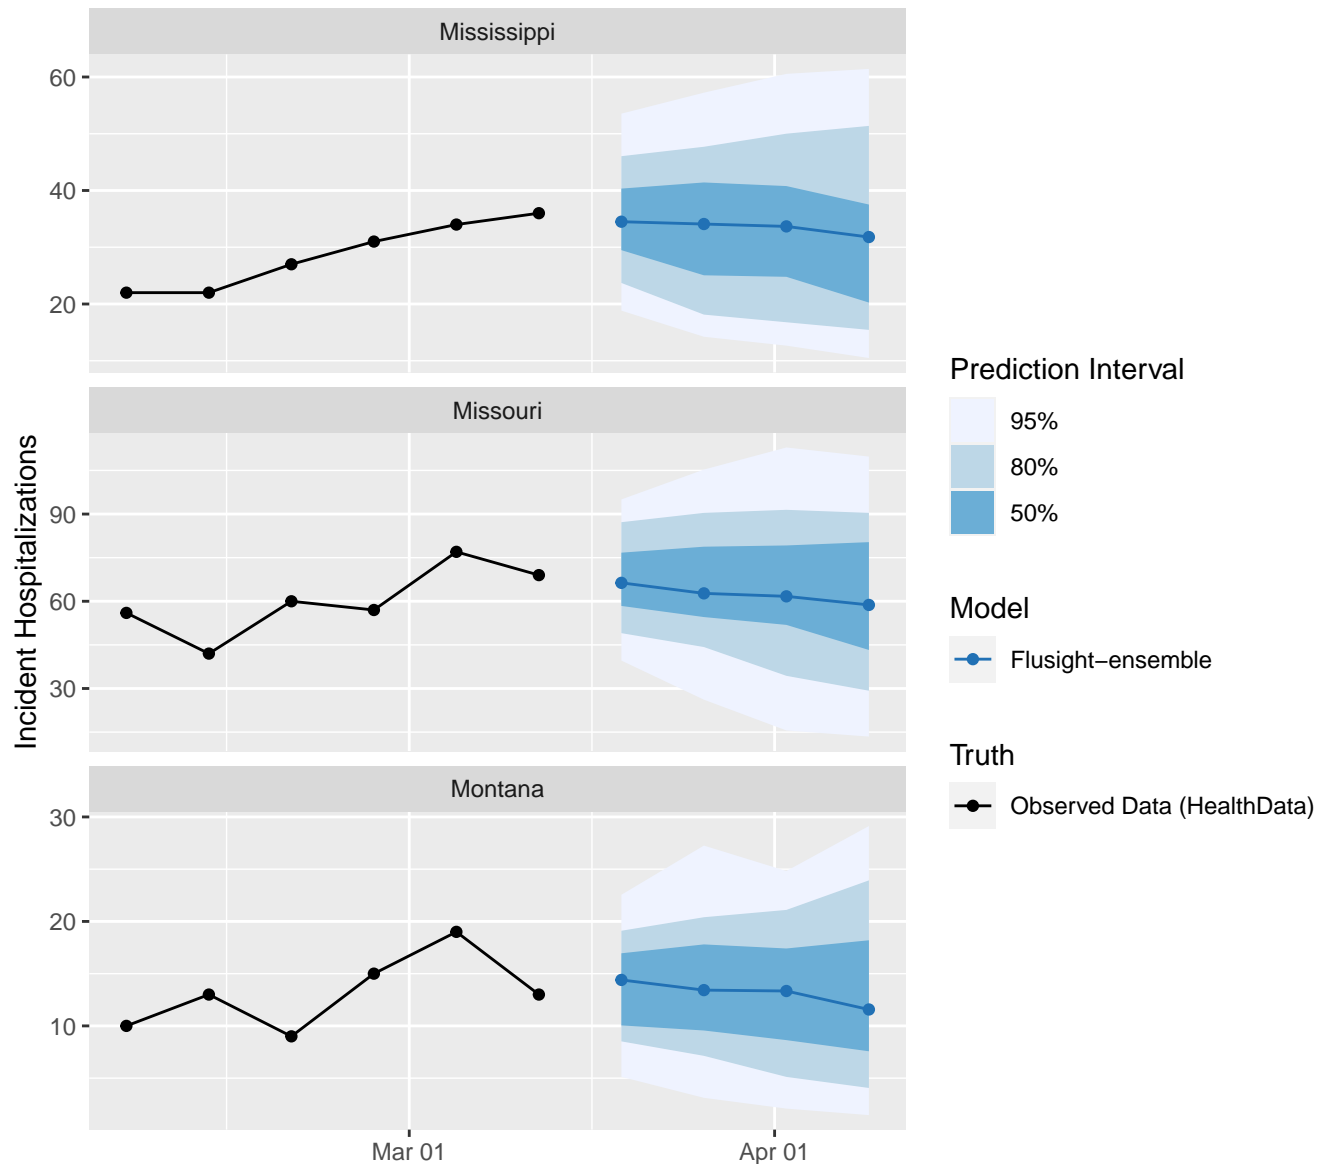 Mississippi
60
40
20
Missouri
90
60
30
Montana
30
20
10
Mar 01
Apr 01
Incident Hospitalizations
Prediction Interval
95%
80%
50%
Model
Flusight−ensemble
Truth
Observed Data (HealthData)